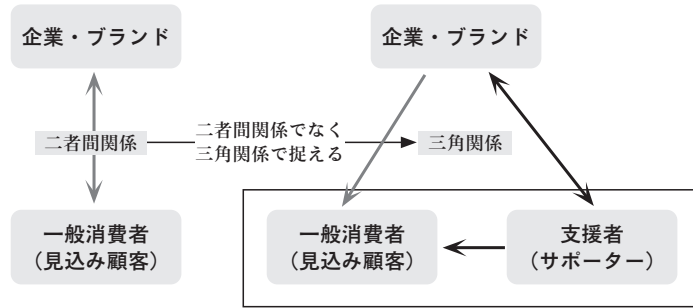 企業・ブランド
企業・ブランド
二者間関係
二者間関係でなく
三角関係で捉える
三角関係
一般消費者
（見込み顧客）
一般消費者
（見込み顧客）
支援者
（サポーター）